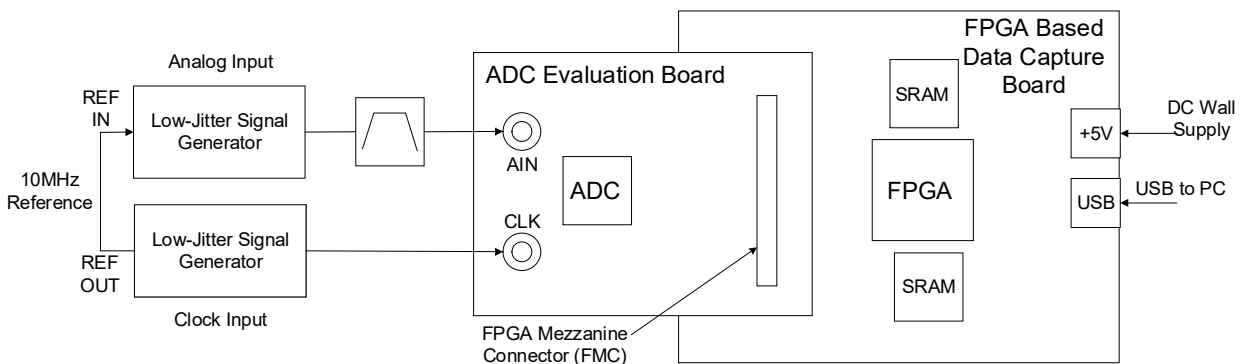 Analog Input
REF
IN
Low-Jitter Signal
Generator
10MHz
Reference
REF
OUT
Low-Jitter Signal
Generator
Clock Input
ADC Evaluation Board
AIN
ADC
CLK
FPGA Mezzanine
Connector (FMC)
FPGA Based
Data Capture
Board
SRAM
FPGA
SRAM
+5V
DC Wall
Supply
USB
USB to PC